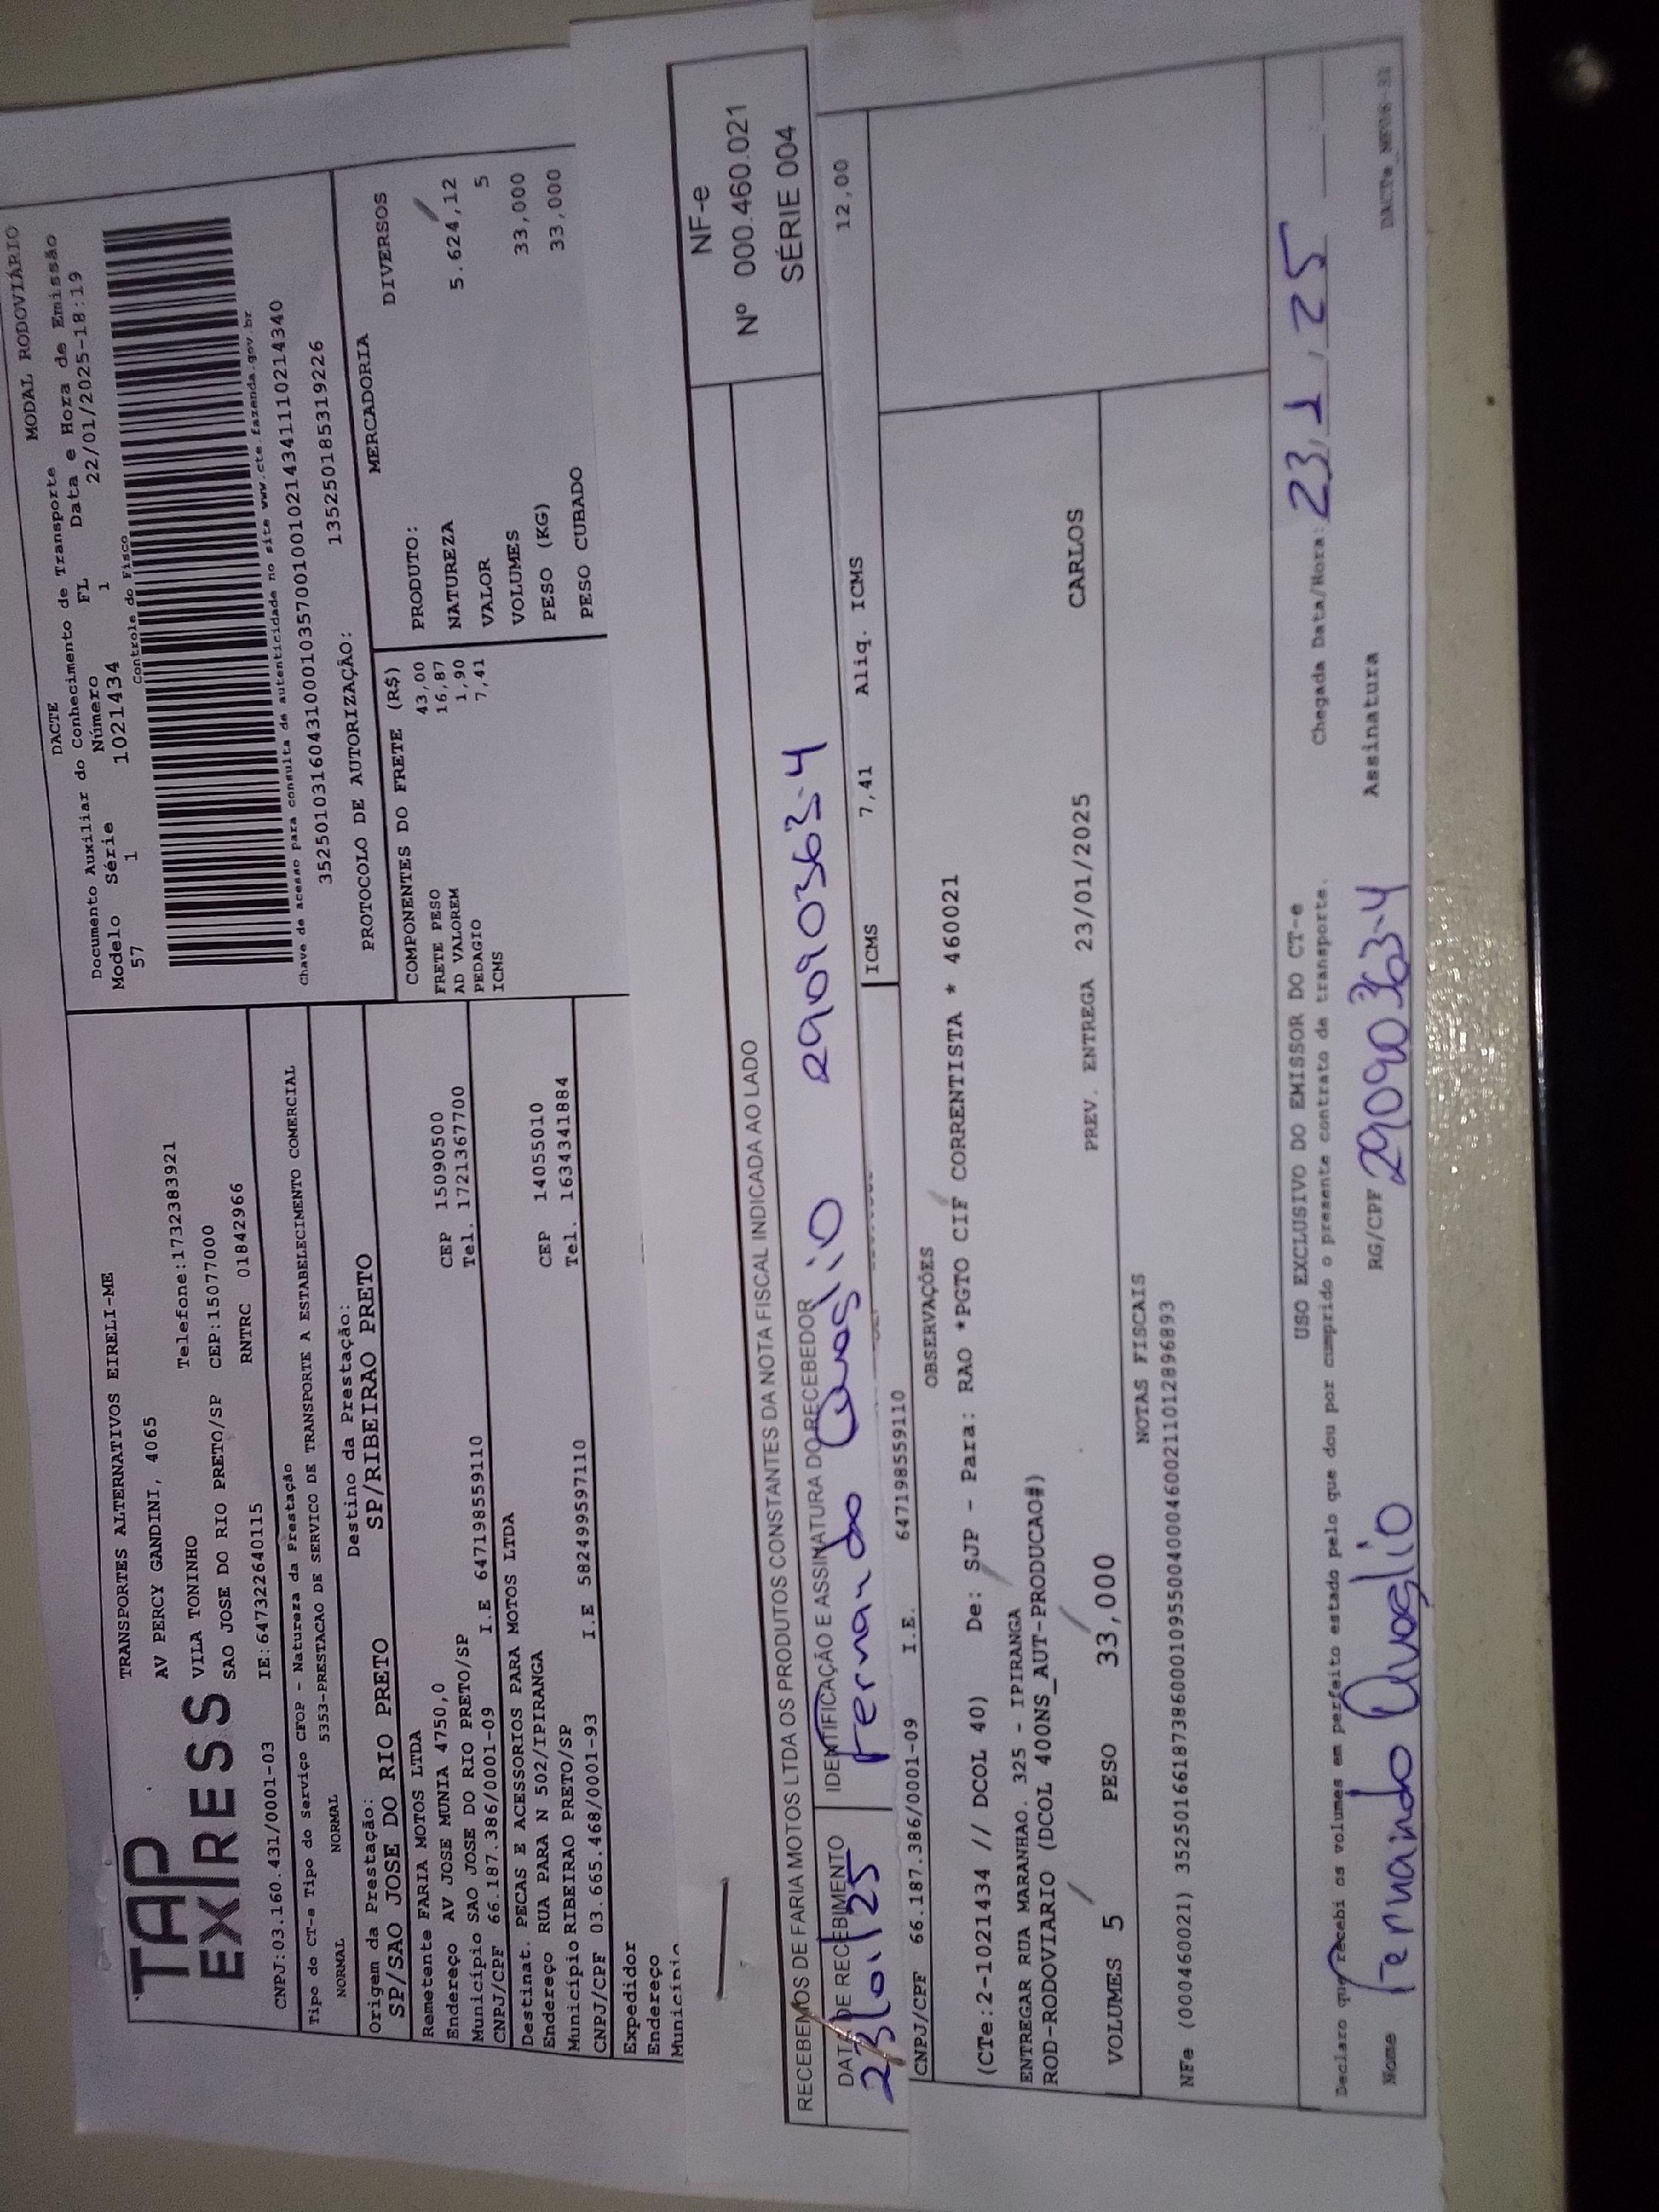 TAP
EXPRESS
TRANSPORTES ALTERNATIVOS EIRELI-ME
AV PERCY GANDINI, 4065
VILA TONINHO Telefone:1732383921
SAO JOSE DO RIO PRETO/SP CEP:15077000
CNPJ:03.160.431/0001-03 IE:647322640115 RNTRC 01842966
Tipo do CT-e Tipo do Serviço CFOP - Natureza da Prestação
NORMAL NORMAL 5353-PRESTACAO DE SERVICO DE TRANSPORTE A ESTABELECIMENTO COMERCIAL
Origem da Prestação: Destino da Prestação:
SP/SAO JOSE DO RIO PRETO SP/RIBEIRAO PRETO
Remetente FARIA MOTOS LTDA
Endereço AV JOSE MUNIA 4750,0 CEP 15090500
Município SAO JOSE DO RIO PRETO/SP Tel. 1721367700
CNPJ/CPF 66.187.386/0001-09 I.E 647198559110
Destinat. PECAS E ACESSORIOS PARA MOTOS LTDA
Endereço RUA PARA N 502/IPIRANGA CEP 14055010
Município RIBEIRAO PRETO/SP Tel. 1634341884
CNPJ/CPF 03.665.468/0001-93 I.E 582499597110
Expedidor
Endereço
Município
DACTE MODAL RODOVIÁRIO
Documento Auxiliar do Conhecimento de Transporte
Modelo Série Número FL Data e Hora de Emissão
57 1 1021434 1 22/01/2025-18:19
Controle do Fisco
Chave de acesso para consulta de autenticidade no site www.cte.fazenda.gov.br
35250103160431000103570010010214341110214340
PROTOCOLO DE AUTORIZAÇÃO: 135250185319226
COMPONENTES DO FRETE (R$)
FRETE PESO 43,00
AD VALOREM 16,87
PEDAGIO 1,90
ICMS 7,41
MERCADORIA
PRODUTO: DIVERSOS
NATUREZA
VALOR 5.624,12
VOLUMES 5
PESO (KG) 33,000
PESO CUBADO 33,000
RECEBEMOS DE FARIA MOTOS LTDA OS PRODUTOS CONSTANTES DA NOTA FISCAL INDICADA AO LADO
NF-e
Nº 000.460.021
SÉRIE 004
DATA DE RECEBIMENTO IDENTIFICAÇÃO E ASSINATURA DO RECEBEDOR
23/01/25 Fernando Quaglio 29090363-4
ICMS ICMS 7,41 Aliq. ICMS 12,00
CNPJ/CPF 66.187.386/0001-09 I.E. 647198559110
OBSERVAÇÕES
(CTe:2-1021434 // DCOL 40) De: SJP - Para: RAO *PGTO CIF CORRENTISTA * 460021
ENTREGAR RUA MARANHAO. 325 - IPIRANGA
ROD-RODOVIARIO (DCOL 400NS_AUT-PRODUCAO#)
PREV. ENTREGA 23/01/2025 CARLOS
VOLUMES 5 PESO 33,000
NOTAS FISCAIS
NFe (000460021) 35250166187386000109550040004600211012896893
USO EXCLUSIVO DO EMISSOR DO CT-e
Declaro que recebi os volumes em perfeito estado pelo que dou por cumprido o presente contrato de transporte.
Chegada Data/Hora: 23/1/25
Nome Fernando Quaglio RG/CPF 29090363-4 Assinatura